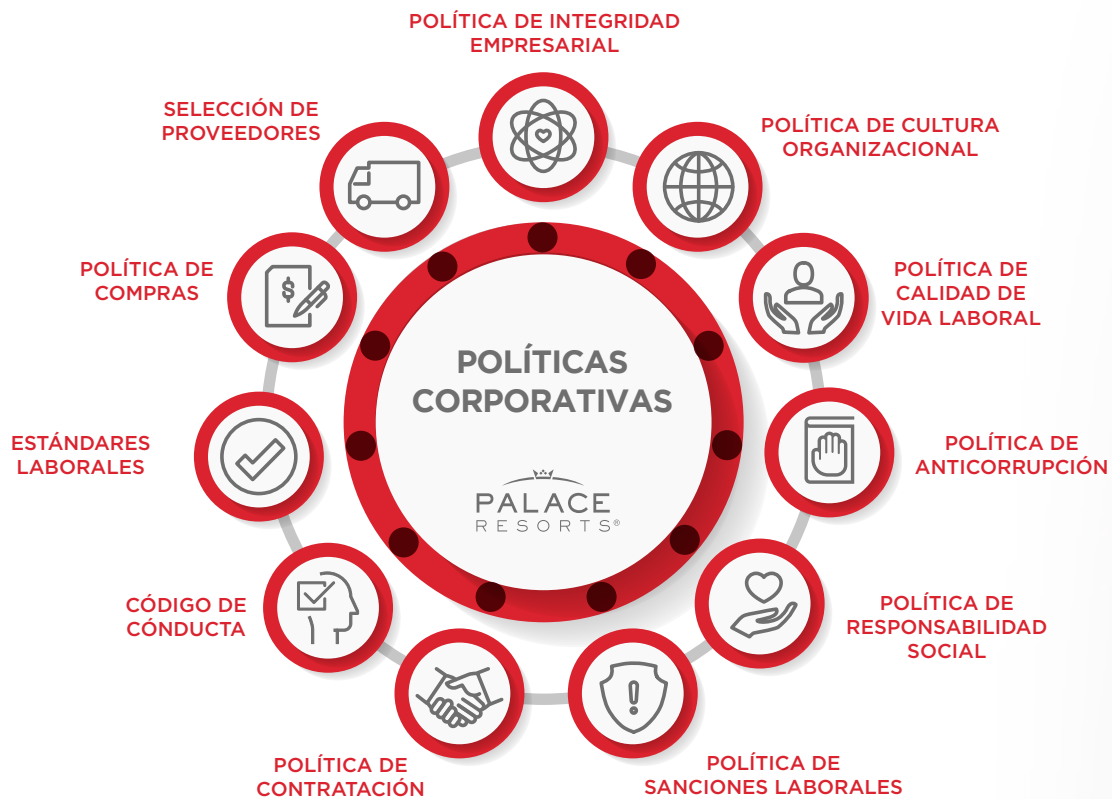 POLÍTICA DE INTEGRIDAD
EMPRESARIAL
SELECCIÓN DE
PROVEEDORES
POLÍTICA DE CULTURA
ORGANIZACIONAL
POLÍTICA DE
COMPRAS
$
POLÍTICA DE
CALIDAD DE
VIDA LABORAL
POLÍTICAS
CORPORATIVAS
PALACE
RESORTS®
ESTÁNDARES
LABORALES
POLÍTICA DE
ANTICORRUPCIÓN
CÓDIGO DE
CÓNDUCTA
POLÍTICA DE
RESPONSABILIDAD
SOCIAL
!
POLÍTICA DE
CONTRATACIÓN
POLÍTICA DE
SANCIONES LABORALES